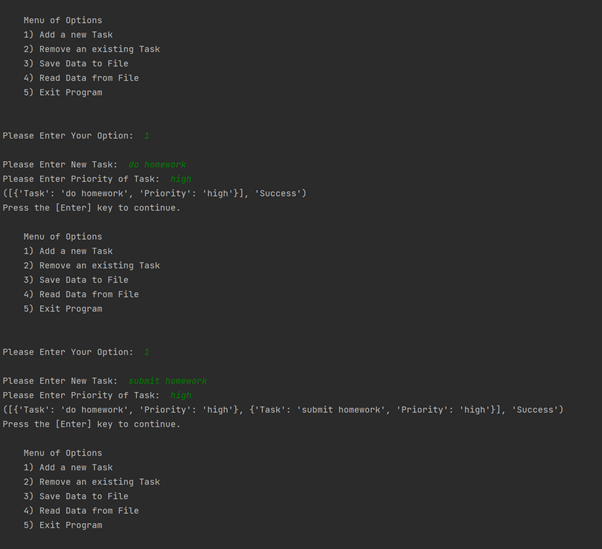 Menu of Options
1) Add a new Task
2) Remove an existing Task
3) Save Data to File
4) Read Data from File
5) Exit Program
Please Enter Your Option: 1
Please Enter New Task: do homework
Please Enter Priority of Task: high
([{'Task': 'do homework', 'Priority': 'high'}], 'Success')
Press the [Enter] key to continue.
Menu of Options
1) Add a new Task
2) Remove an existing Task
3) Save Data to File
4) Read Data from File
5) Exit Program
Please Enter Your Option: 1
Please Enter New Task: submit homework
Please Enter Priority of Task: high
([{'Task': 'do homework', 'Priority': 'high'}, {'Task': 'submit homework', 'Priority': 'high'}], 'Success')
Press the [Enter] key to continue.
Menu of Options
1) Add a new Task
2) Remove an existing Task
3) Save Data to File
4) Read Data from File
5) Exit Program